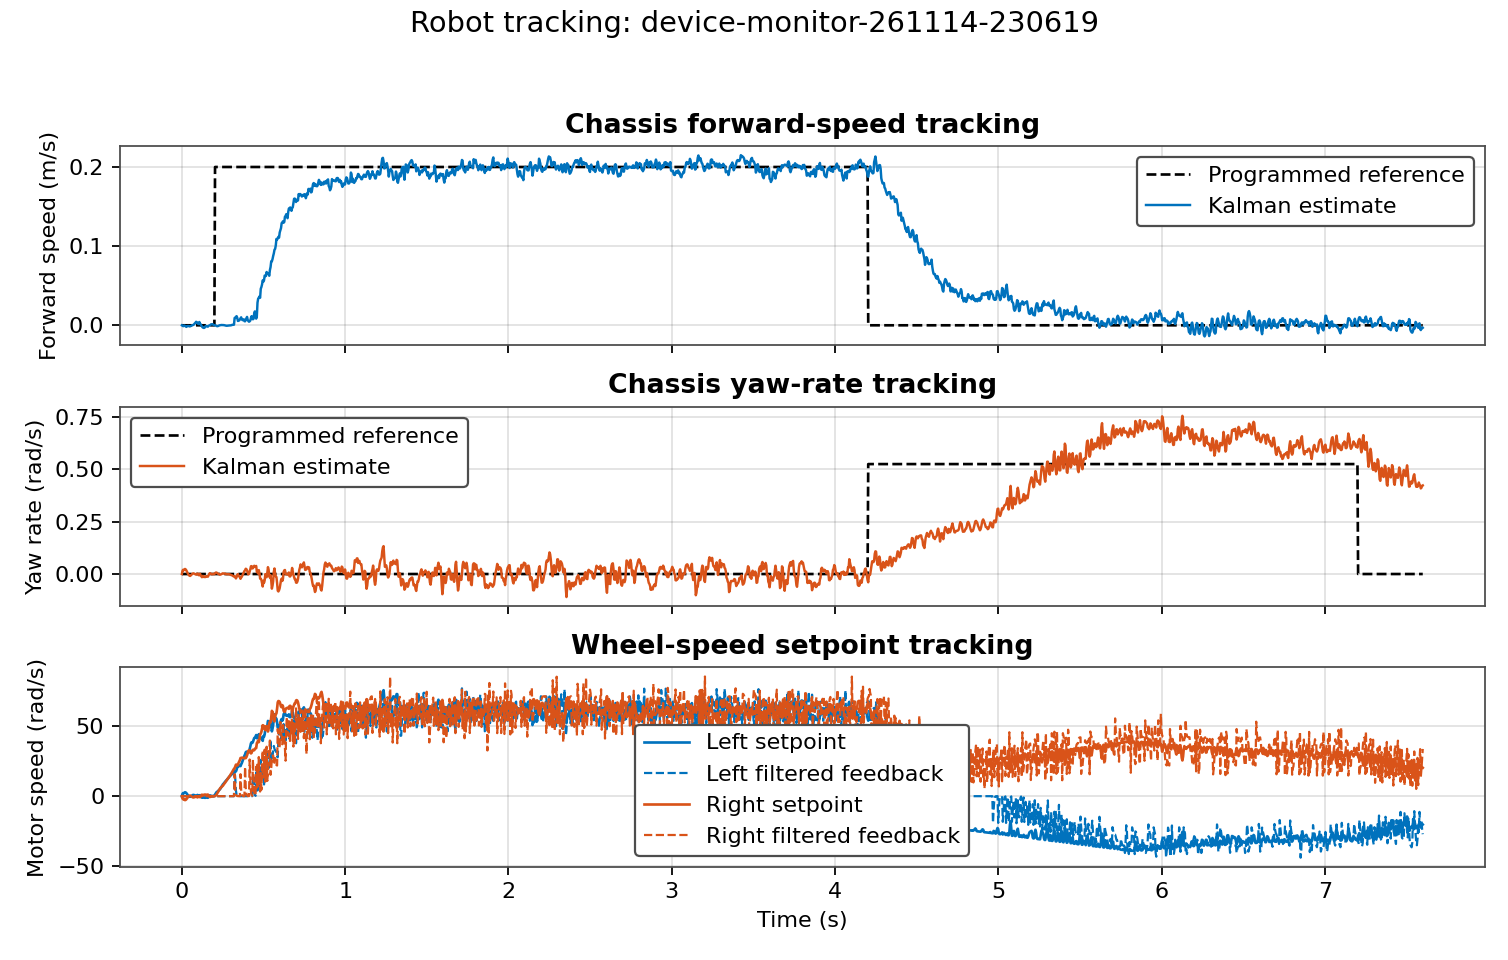 Robot tracking: device-monitor-261114-230619
Chassis forward-speed tracking
Forward speed (m/s)
0.2
0.1
0.0
Programmed reference
Kalman estimate
Chassis yaw-rate tracking
Yaw rate (rad/s)
0.75
0.50
0.25
0.00
Programmed reference
Kalman estimate
Wheel-speed setpoint tracking
Motor speed (rad/s)
50
0
−50
Left setpoint
Left filtered feedback
Right setpoint
Right filtered feedback
0 1 2 3 4 5 6 7
Time (s)